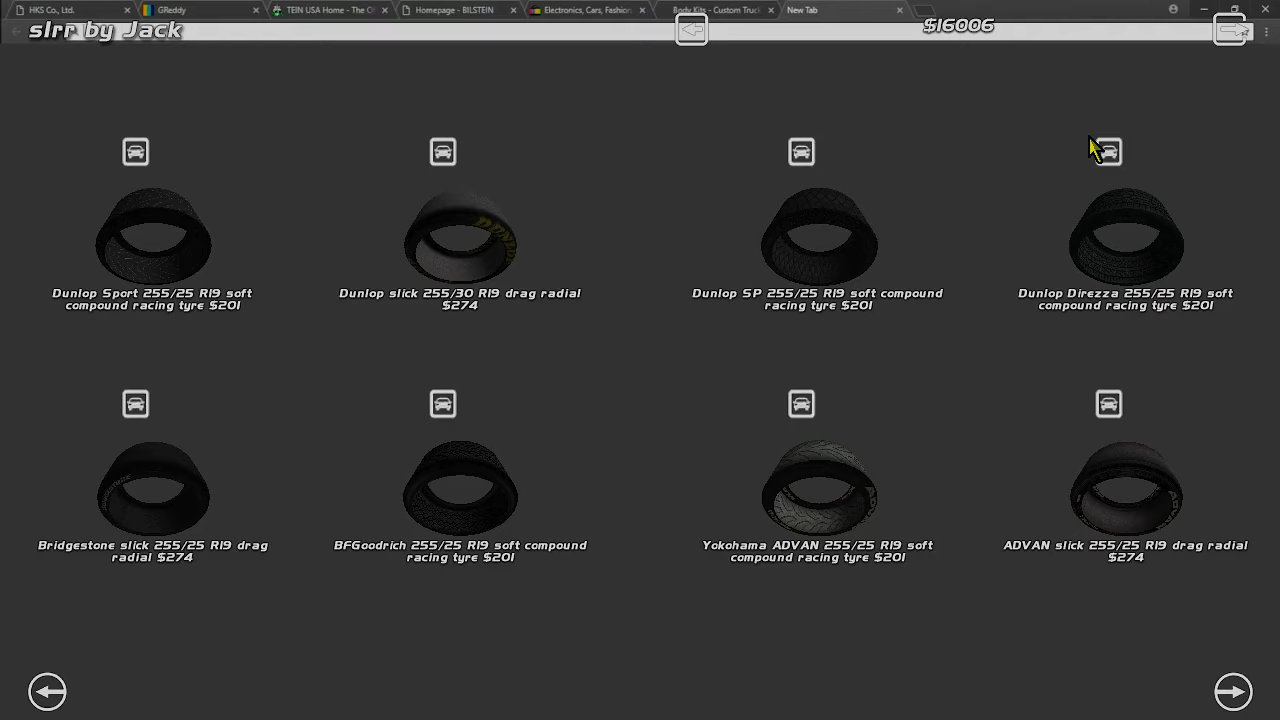 HKS Co., Ltd.
GReddy
TEIN USA Home - The O
Homepage - BILSTEIN
Electronics, Cars, Fashion
Body Kits - Custom Truck
New Tab
slrr by Jack
$16006
Dunlop Sport 255/25 R19 soft
compound racing tyre $201
Dunlop slick 255/30 R19 drag radial
$274
Dunlop SP 255/25 R19 soft compound
racing tyre $201
Dunlop Direzza 255/25 R19 soft
compound racing tyre $201
Bridgestone slick 255/25 R19 drag
radial $274
BFGoodrich 255/25 R19 soft compound
racing tyre $201
Yokohama ADVAN 255/25 R19 soft
compound racing tyre $201
ADVAN slick 255/25 R19 drag radial
$274